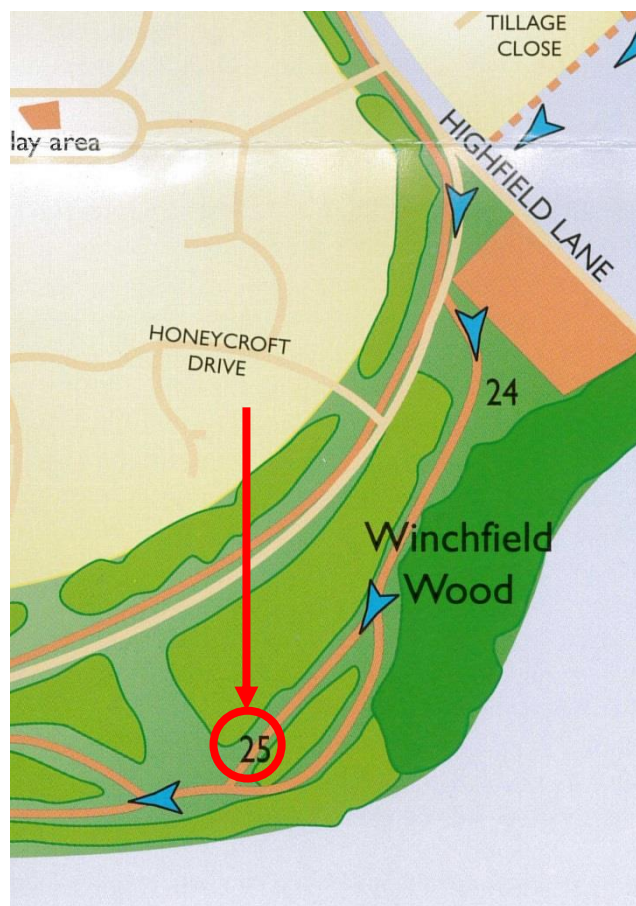 TILLAGE
CLOSE
lay area
HIGHFIELD LANE
HONEYCROFT
DRIVE
24
Winchfield
Wood
25